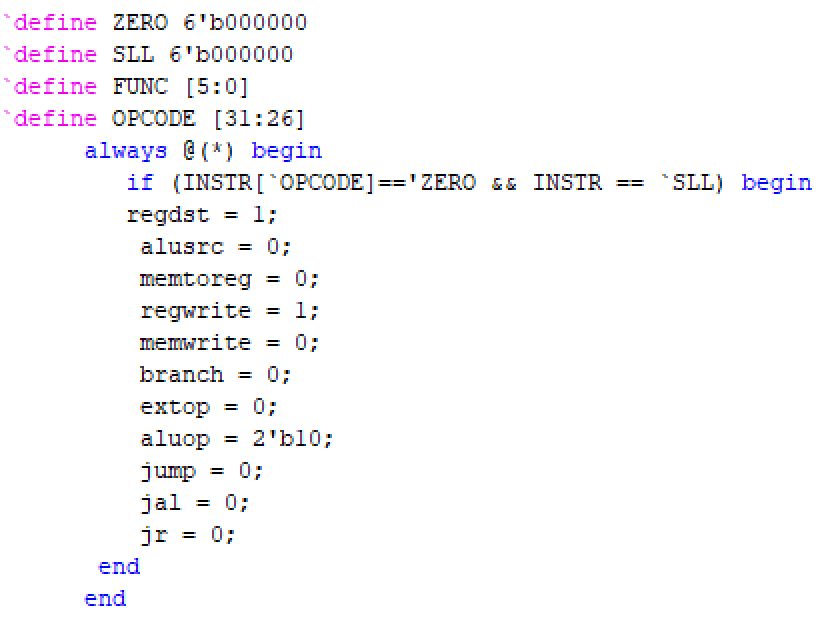 `define ZERO 6'b000000
`define SLL 6'b000000
`define FUNC [5:0]
`define OPCODE [31:26]
always @(*) begin
if (INSTR[`OPCODE]=='ZERO && INSTR == `SLL) begin
regdst = 1;
alusrc = 0;
memtoreg = 0;
regwrite = 1;
memwrite = 0;
branch = 0;
extop = 0;
aluop = 2'b10;
jump = 0;
jal = 0;
jr = 0;
end
end